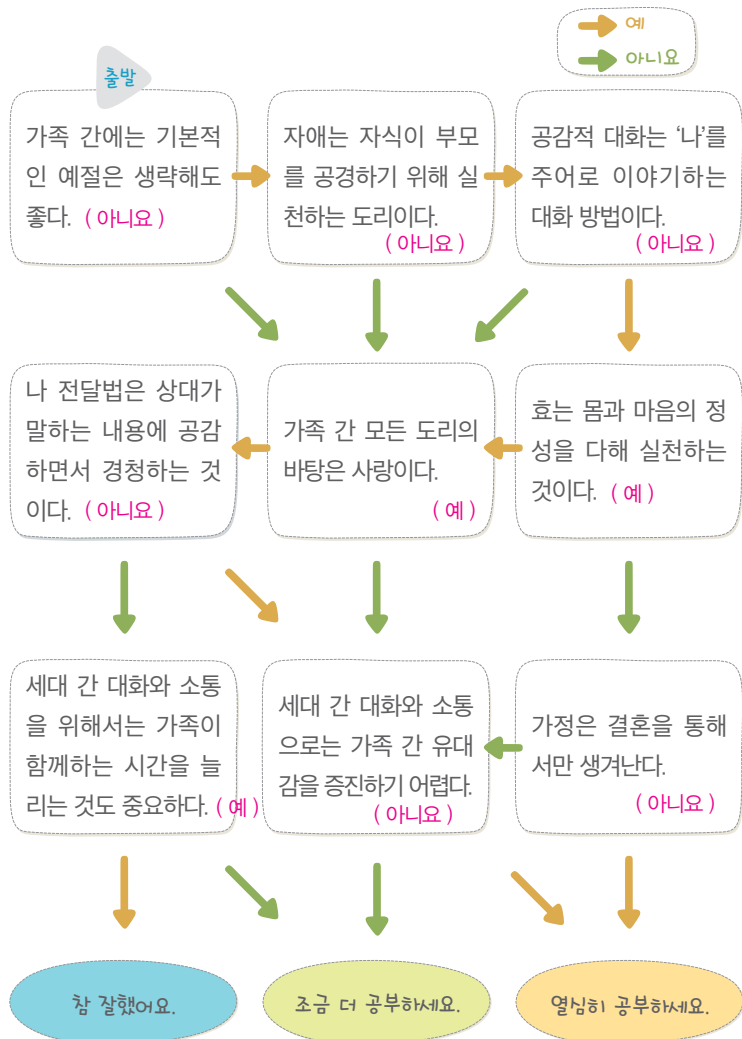 예
아니요
출발
가족 간에는 기본적
인 예절은 생략해도
좋다. ( 아니요 )
자애는 자식이 부모
를 공경하기 위해 실
천하는 도리이다.
( 아니요 )
공감적 대화는 ‘나’를
주어로 이야기하는
대화 방법이다.
( 아니요 )
나 전달법은 상대가
말하는 내용에 공감
하면서 경청하는 것
이다. ( 아니요 )
가족 간 모든 도리의
바탕은 사랑이다.
( 예 )
효는 몸과 마음의 정
성을 다해 실천하는
것이다. ( 예 )
세대 간 대화와 소통
을 위해서는 가족이
함께하는 시간을 늘
리는 것도 중요하다. ( 예 )
세대 간 대화와 소통
으로는 가족 간 유대
감을 증진하기 어렵다.
( 아니요 )
가정은 결혼을 통해
서만 생겨난다.
( 아니요 )
참 잘했어요.
조금 더 공부하세요.
열심히 공부하세요.